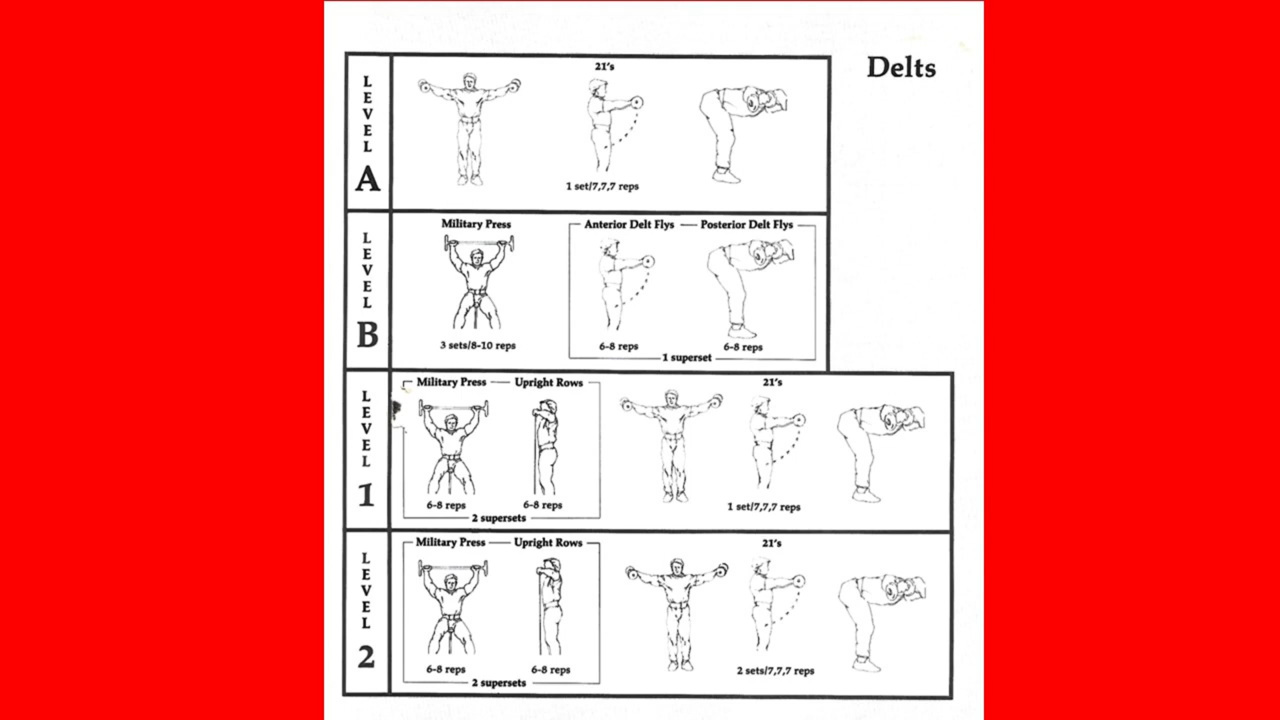 Delts
LEVEL A
21's
1 set/7,7,7 reps
LEVEL B
Military Press
3 sets/8-10 reps
Anterior Delt Flys
Posterior Delt Flys
6-8 reps
6-8 reps
1 superset
LEVEL 1
Military Press
Upright Rows
6-8 reps
6-8 reps
2 supersets
21's
1 set/7,7,7 reps
LEVEL 2
Military Press
Upright Rows
6-8 reps
6-8 reps
2 supersets
21's
2 sets/7,7,7 reps